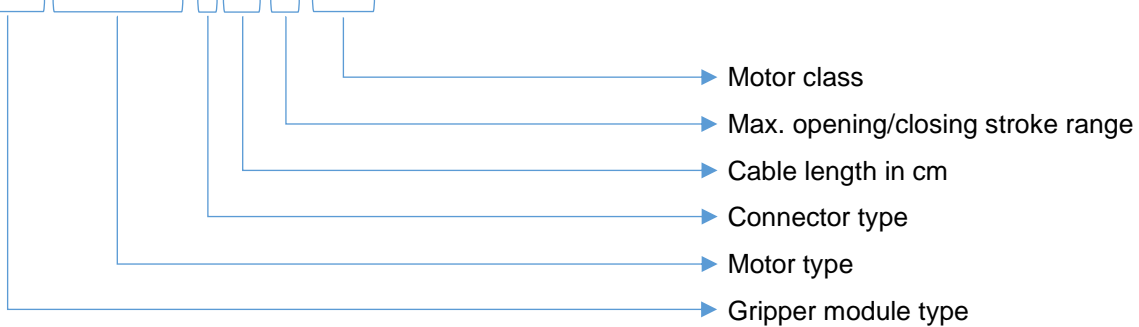 Motor class
Max. opening/closing stroke range
Cable length in cm
Connector type
Motor type
Gripper module type